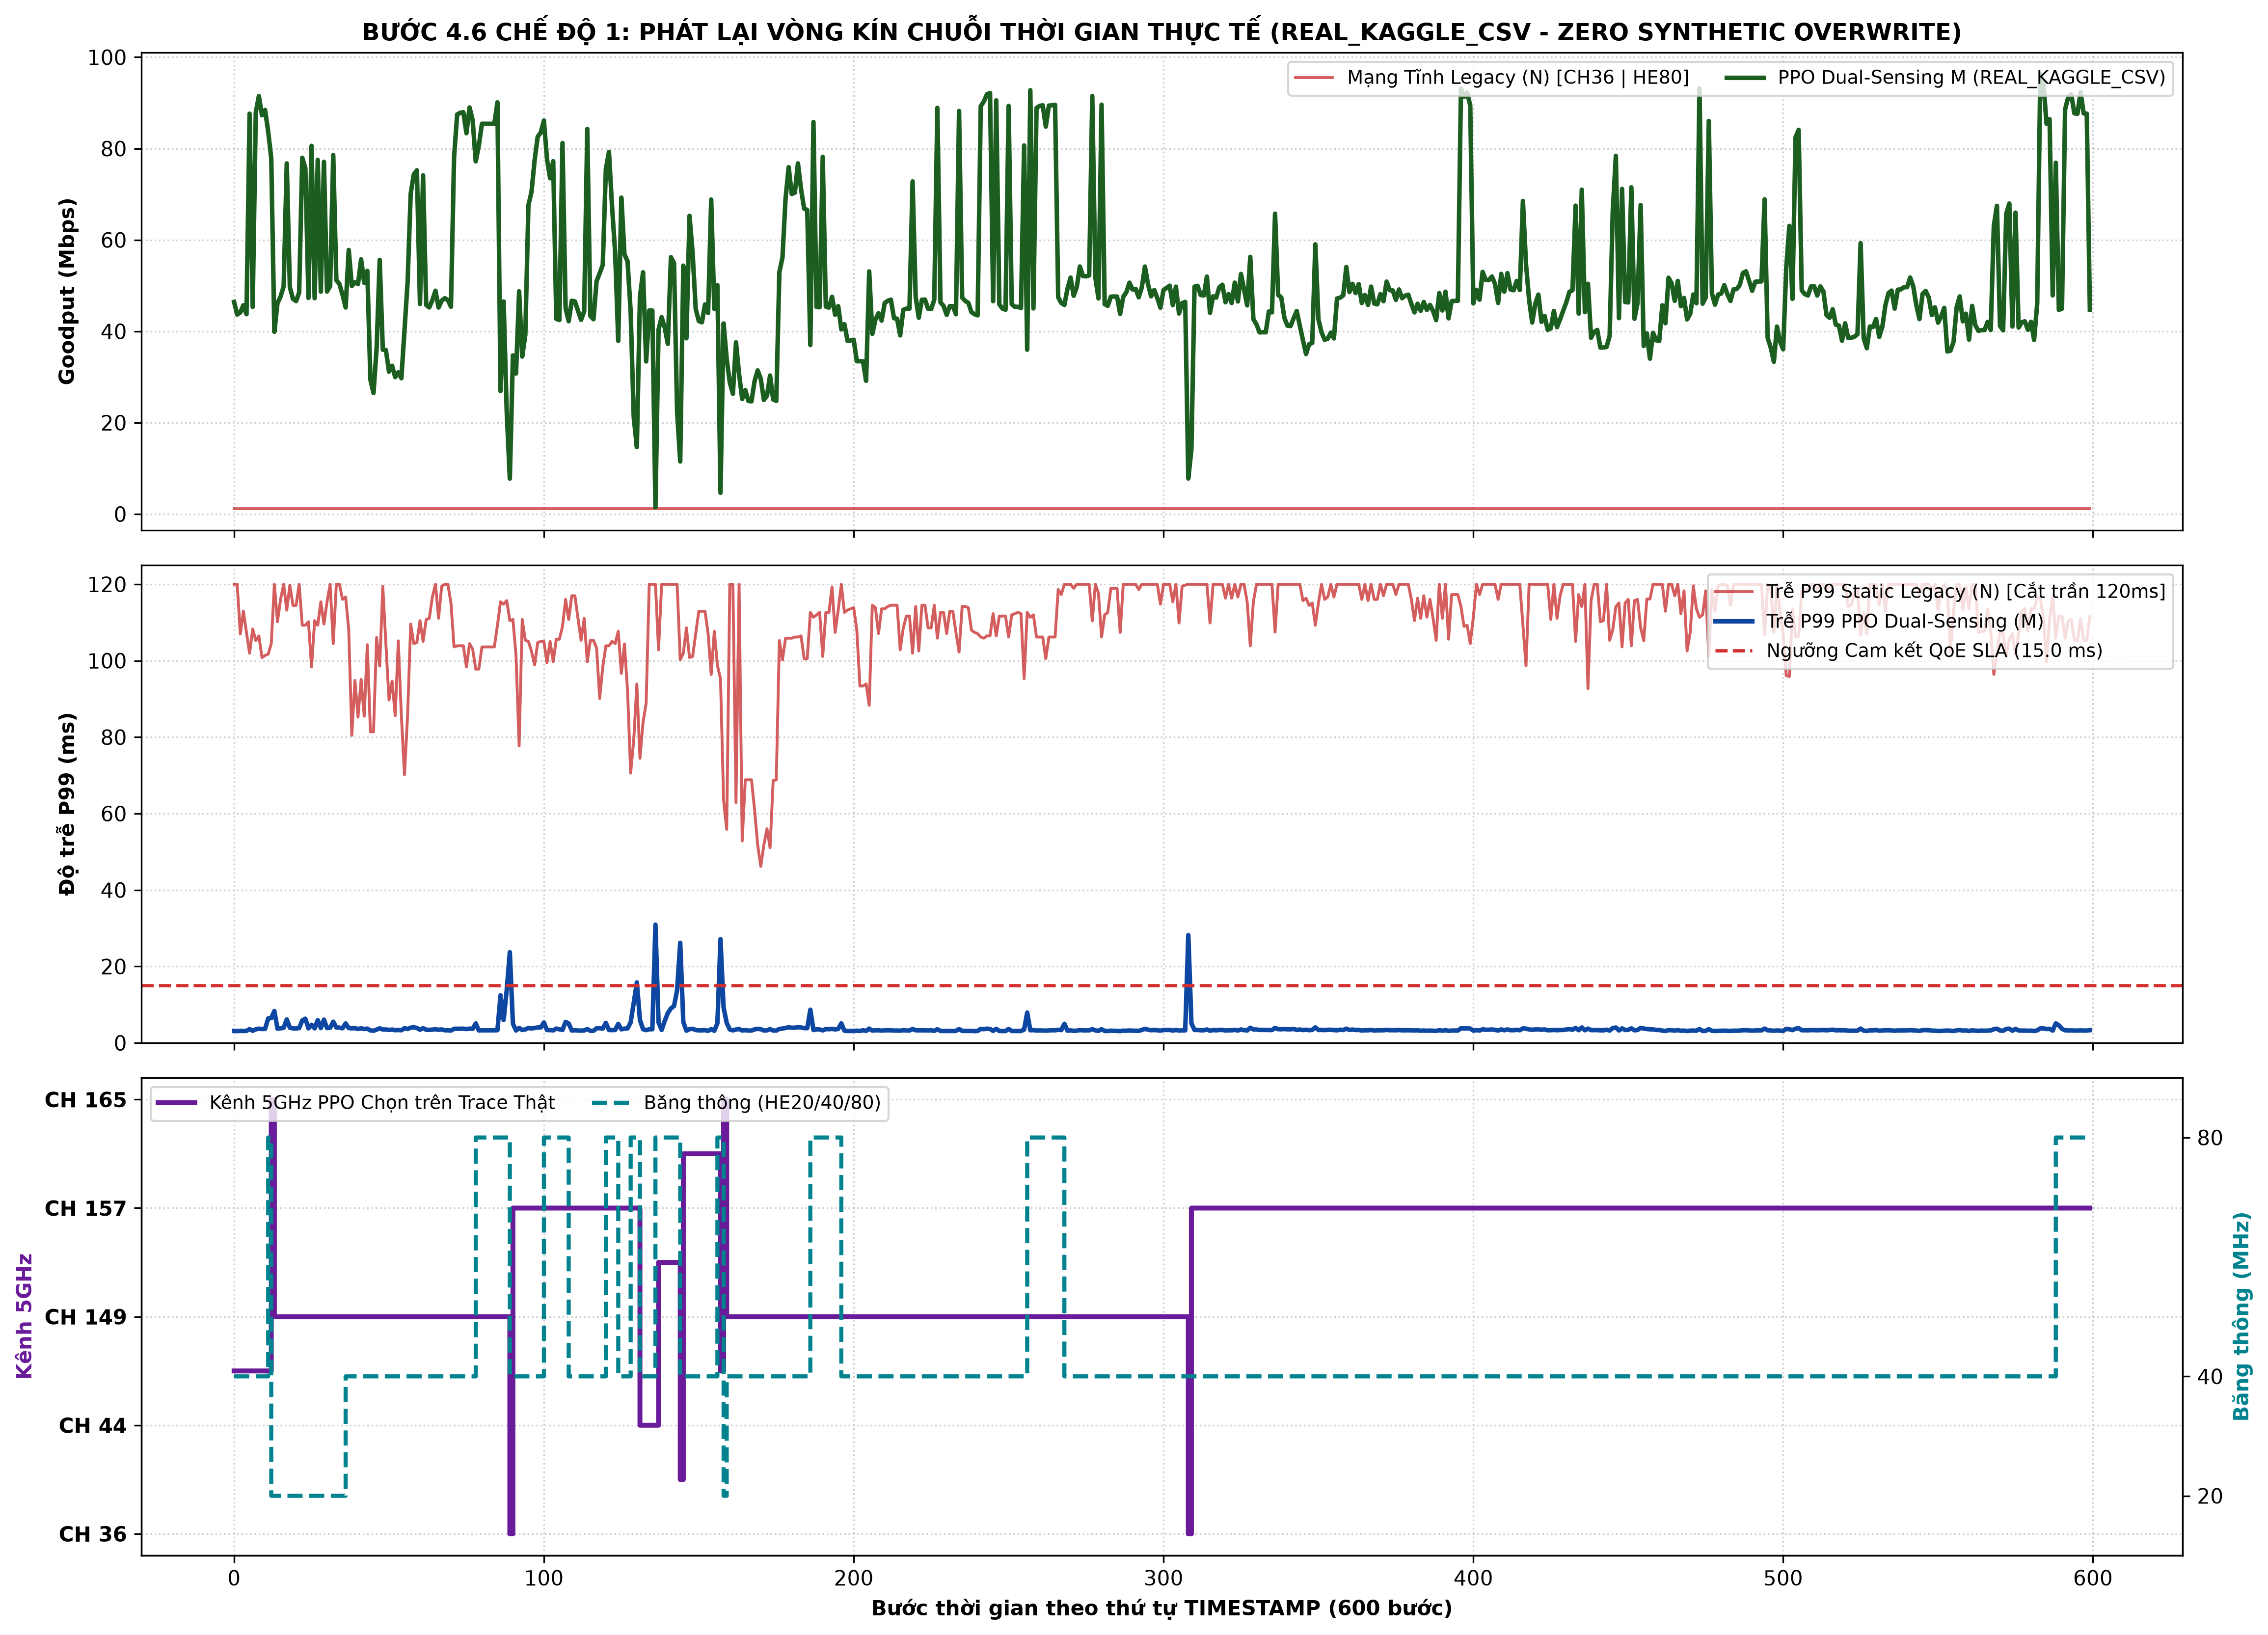 BƯỚC 4.6 CHẾ ĐỘ 1: PHÁT LẠI VÒNG KÍN CHUỖI THỜI GIAN THỰC TẾ (REAL_KAGGLE_CSV - ZERO SYNTHETIC OVERWRITE)
Mạng Tĩnh Legacy (N) [CH36 | HE80]
PPO Dual-Sensing M (REAL_KAGGLE_CSV)
Goodput (Mbps)
100
80
60
40
20
0
Trễ P99 Static Legacy (N) [Cắt trần 120ms]
Trễ P99 PPO Dual-Sensing (M)
Ngưỡng Cam kết QoE SLA (15.0 ms)
Độ trễ P99 (ms)
120
100
80
60
40
20
0
Kênh 5GHz PPO Chọn trên Trace Thật
Băng thông (HE20/40/80)
Kênh 5GHz
CH 165
CH 157
CH 149
CH 44
CH 36
80
40
20
Băng thông (MHz)
0
100
200
300
400
500
600
Bước thời gian theo thứ tự TIMESTAMP (600 bước)